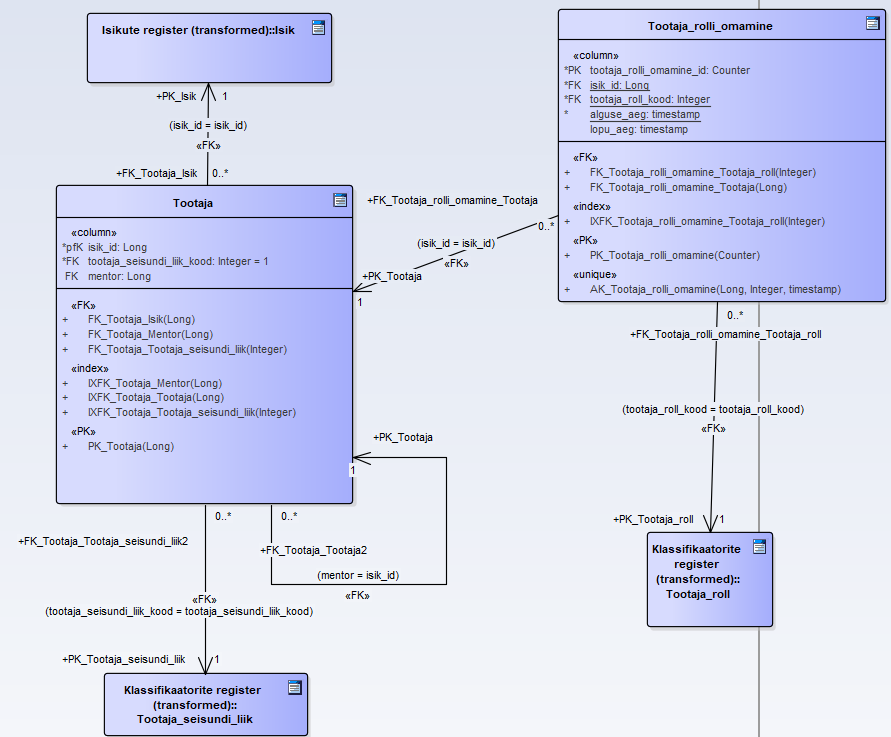 Isikute register (transformed)::Isik
+PK_Isik 1
(isik_id = isik_id)
«FK»
+FK_Tootaja_Isik 0..*
Tootaja
«column»
*pfK isik_id: Long
*FK tootaja_seisundi_liik_kood: Integer = 1
FK mentor: Long
«FK»
+ FK_Tootaja_Isik(Long)
+ FK_Tootaja_Mentor(Long)
+ FK_Tootaja_Tootaja_seisundi_liik(Integer)
«index»
+ IXFK_Tootaja_Mentor(Long)
+ IXFK_Tootaja_Tootaja(Long)
+ IXFK_Tootaja_Tootaja_seisundi_liik(Integer)
«PK»
+ PK_Tootaja(Long)
Tootaja_rolli_omamine
«column»
*PK tootaja_rolli_omamine_id: Counter
*FK isik_id: Long
*FK tootaja_roll_kood: Integer
* alguse_aeg: timestamp
lopu_aeg: timestamp
«FK»
+ FK_Tootaja_rolli_omamine_Tootaja_roll(Integer)
+ FK_Tootaja_rolli_omamine_Tootaja(Long)
«index»
+ IXFK_Tootaja_rolli_omamine_Tootaja_roll(Integer)
«PK»
+ PK_Tootaja_rolli_omamine(Counter)
«unique»
+ AK_Tootaja_rolli_omamine(Long, Integer, timestamp)
+FK_Tootaja_rolli_omamine_Tootaja
0..*
(isik_id = isik_id)
«FK»
+PK_Tootaja
1
0..*
+FK_Tootaja_rolli_omamine_Tootaja_roll
(tootaja_roll_kood = tootaja_roll_kood)
«FK»
+PK_Tootaja_roll 1
Klassifikaatorite
register
(transformed)::
Tootaja_roll
+PK_Tootaja
1
0..*
+FK_Tootaja_Tootaja2
(mentor = isik_id)
«FK»
0..*
+FK_Tootaja_Tootaja_seisundi_liik2
«FK»
(tootaja_seisundi_liik_kood = tootaja_seisundi_liik_kood)
+PK_Tootaja_seisundi_liik 1
Klassifikaatorite register
(transformed)::
Tootaja_seisundi_liik